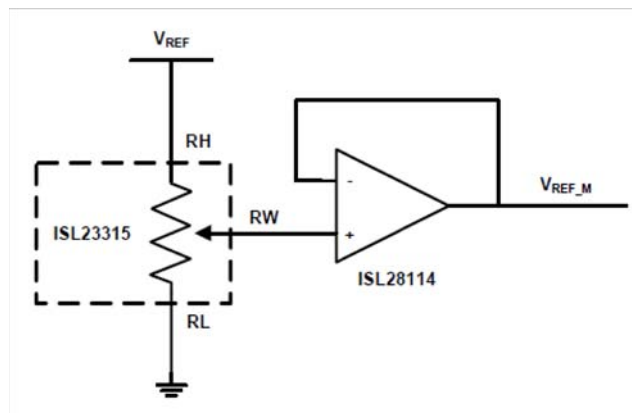 VREF
RH
ISL23315
RW
RL
-
+
ISL28114
VREF_M